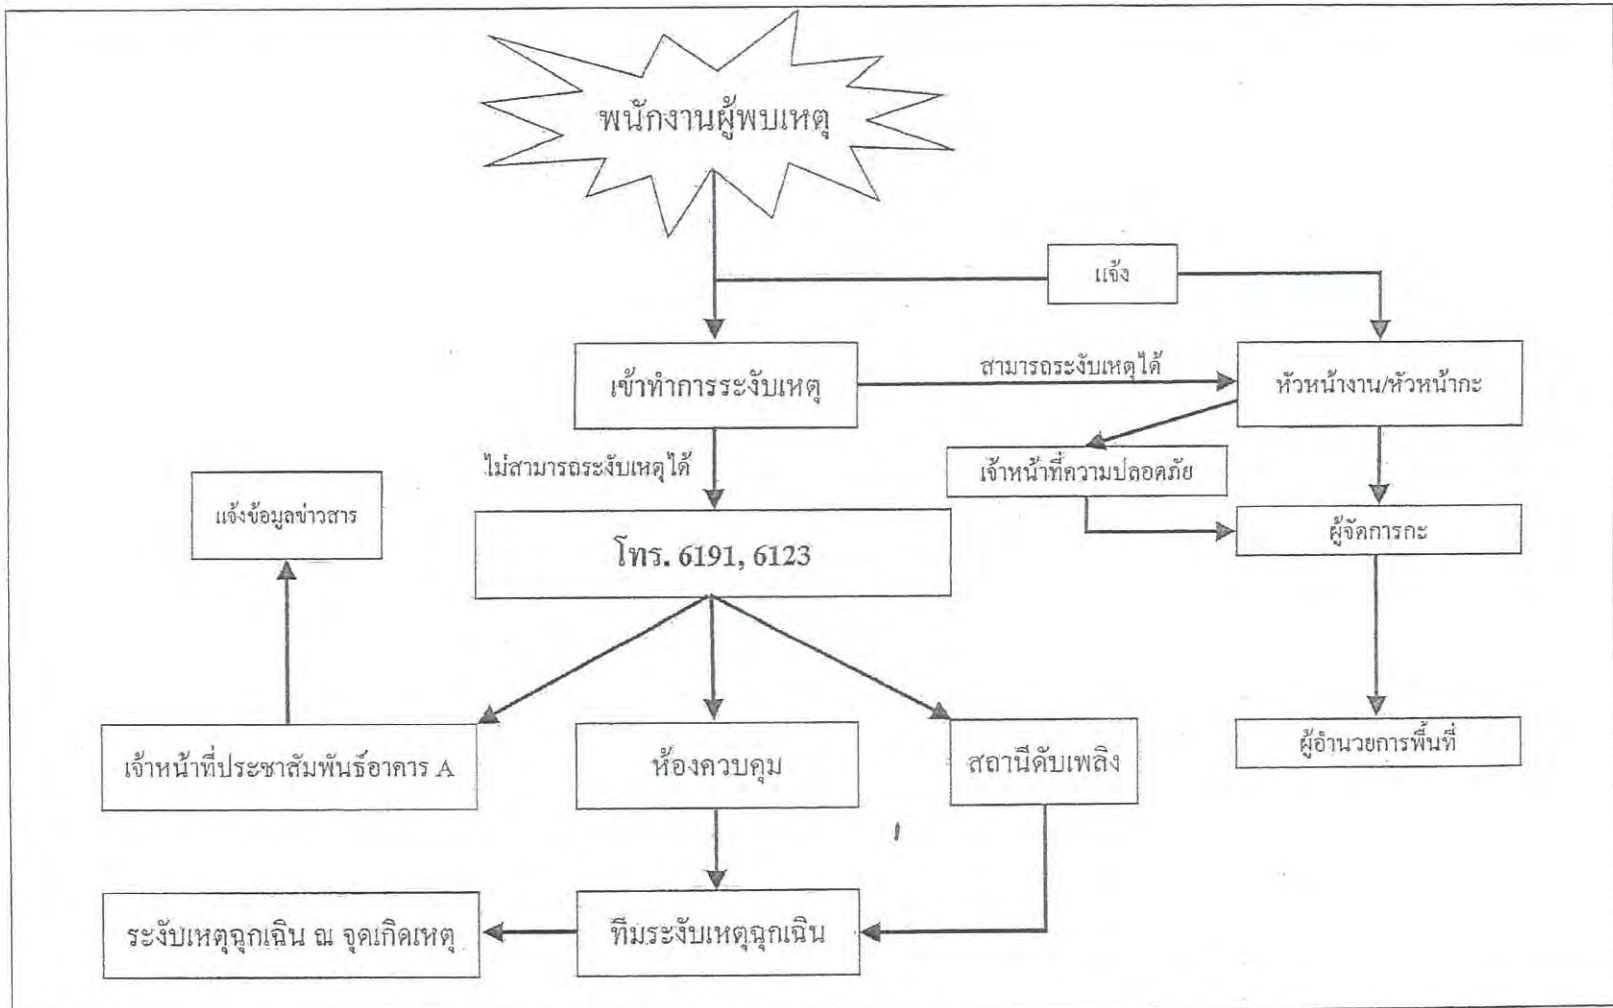 พนักงานผู้พบเหตุ
แจ้ง
เข้าทำการระงับเหตุ
สามารถระงับเหตุได้
หัวหน้างาน/หัวหน้ากะ
ไม่สามารถระงับเหตุได้
เจ้าหน้าที่ความปลอดภัย
แจ้งข้อมูลข่าวสาร
โทร. 6191, 6123
ผู้จัดการกะ
เจ้าหน้าที่ประชาสัมพันธ์อาคาร A
ห้องควบคุม
สถานีดับเพลิง
ผู้อำนวยการพื้นที่
ระงับเหตุฉุกเฉิน ณ จุดเกิดเหตุ
ทีมระงับเหตุฉุกเฉิน